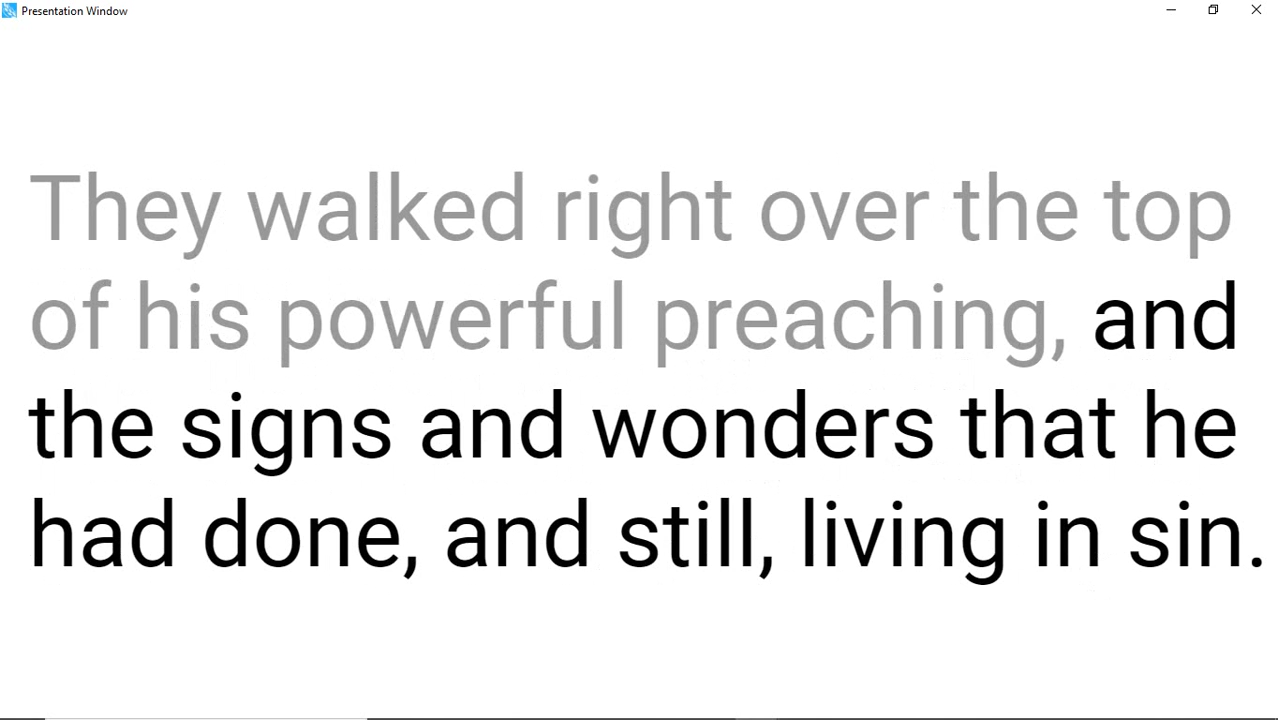 Presentation Window
They walked right over the top
of his powerful preaching, and
the signs and wonders that he
had done, and still, living in sin.